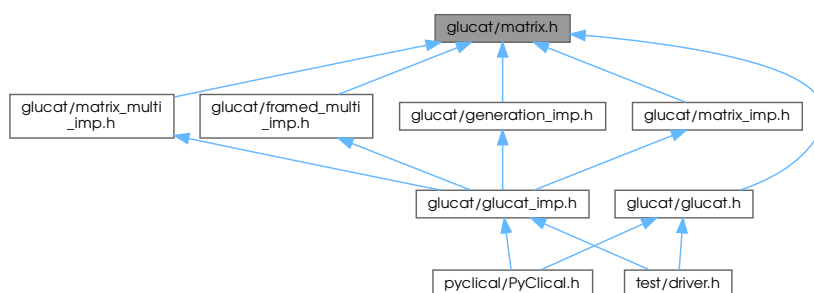 glucat/matrix.h
glucat/matrix_multi
_imp.h
glucat/framed_multi
_imp.h
glucat/generation_imp.h
glucat/matrix_imp.h
glucat/glucat_imp.h
glucat/glucat.h
pyclical/PyClical.h
test/driver.h